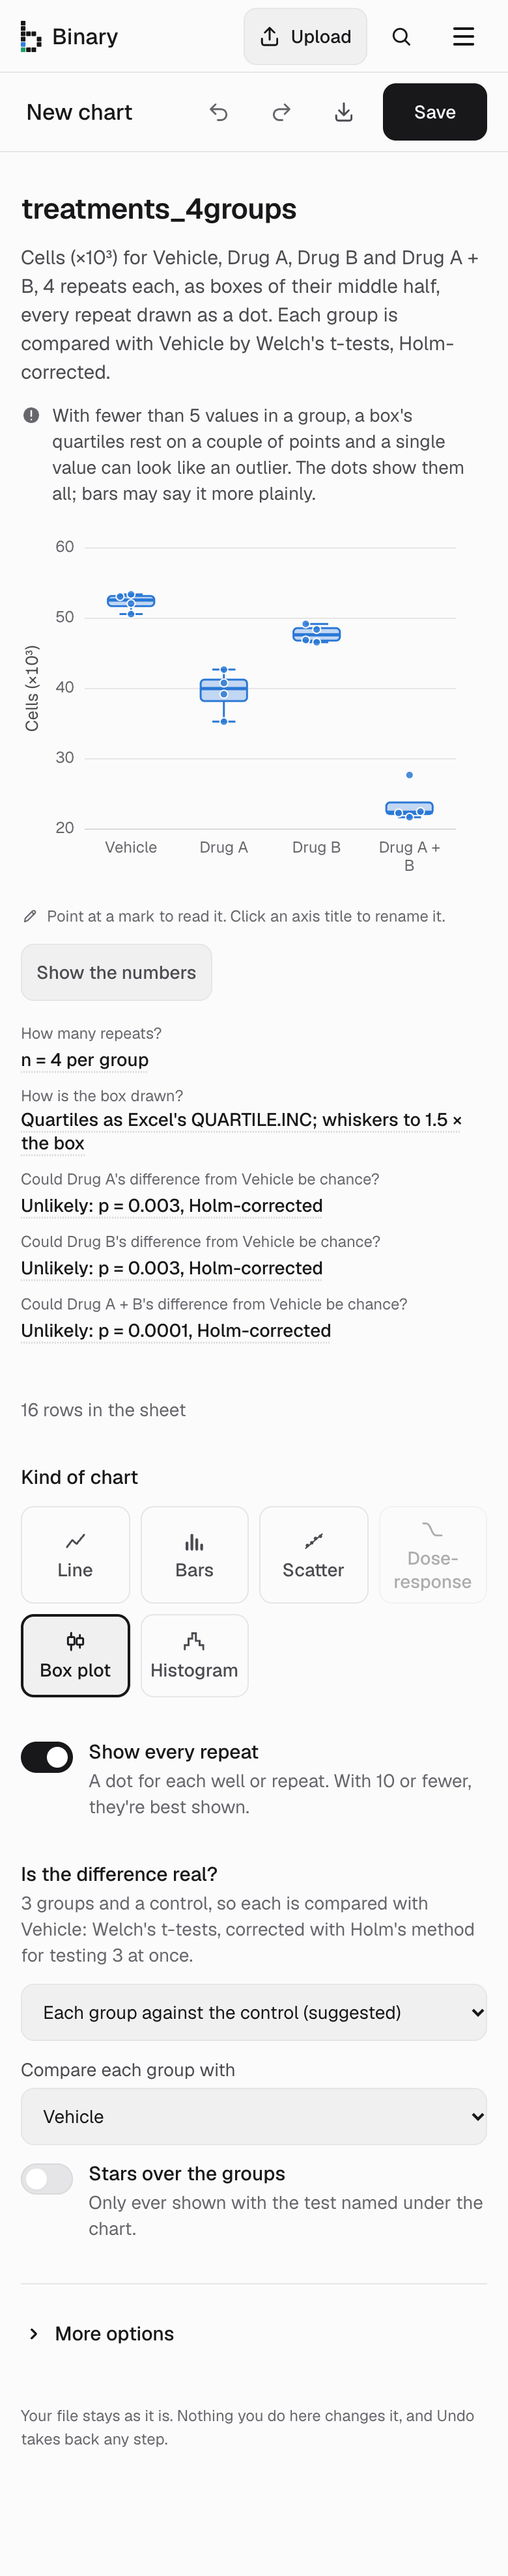 Binary
Upload
New chart
Save
treatments_4groups
Cells (×10³) for Vehicle, Drug A, Drug B and Drug A +
B, 4 repeats each, as boxes of their middle half,
every repeat drawn as a dot. Each group is
compared with Vehicle by Welch's t-tests, Holm-
corrected.
With fewer than 5 values in a group, a box's
quartiles rest on a couple of points and a single
value can look like an outlier. The dots show them
all; bars may say it more plainly.
60
50
40
30
20
Cells (×10³)
Vehicle
Drug A
Drug B
Drug A +
B
Point at a mark to read it. Click an axis title to rename it.
Show the numbers
How many repeats?
n = 4 per group
How is the box drawn?
Quartiles as Excel's QUARTILE.INC; whiskers to 1.5 ×
the box
Could Drug A's difference from Vehicle be chance?
Unlikely: p = 0.003, Holm-corrected
Could Drug B's difference from Vehicle be chance?
Unlikely: p = 0.003, Holm-corrected
Could Drug A + B's difference from Vehicle be chance?
Unlikely: p = 0.0001, Holm-corrected
16 rows in the sheet
Kind of chart
Line
Bars
Scatter
Dose-
response
Box plot
Histogram
Show every repeat
A dot for each well or repeat. With 10 or fewer,
they're best shown.
Is the difference real?
3 groups and a control, so each is compared with
Vehicle: Welch's t-tests, corrected with Holm's method
for testing 3 at once.
Each group against the control (suggested)
Compare each group with
Vehicle
Stars over the groups
Only ever shown with the test named under the
chart.
More options
Your file stays as it is. Nothing you do here changes it, and Undo
takes back any step.